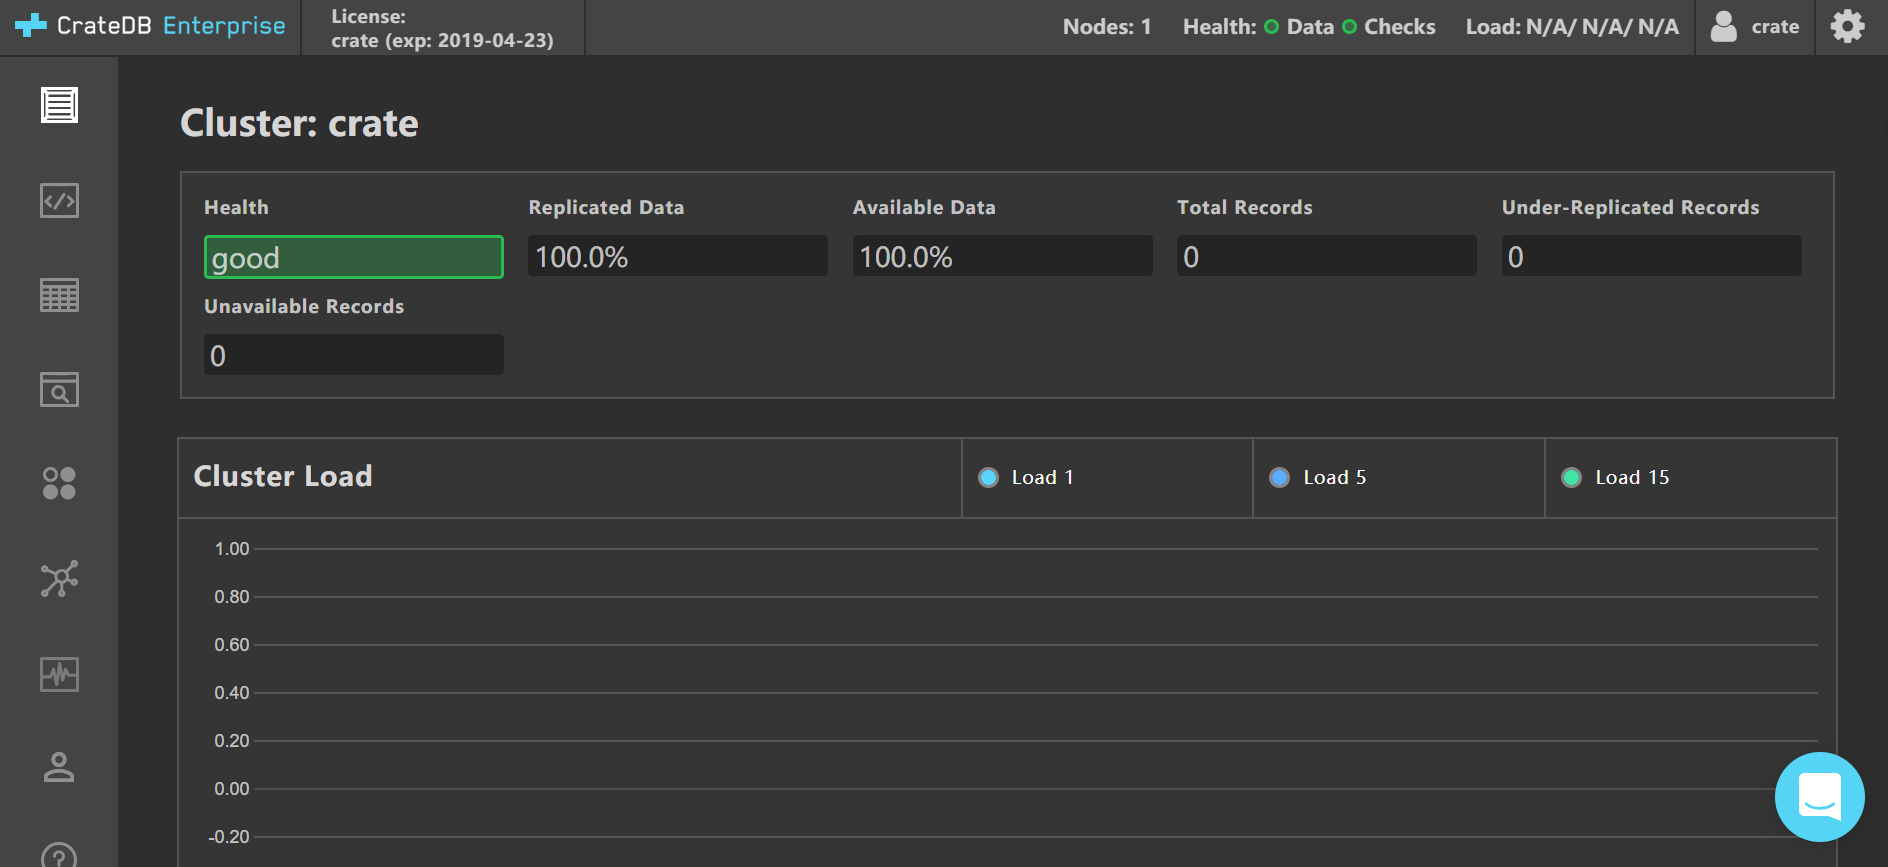 CrateDB Enterprise
License:
crate (exp: 2019-04-23)
Nodes: 1
Health: Data Checks
Load: N/A/ N/A/ N/A
crate
Cluster: crate
Health
good
Replicated Data
100.0%
Available Data
100.0%
Total Records
0
Under-Replicated Records
0
Unavailable Records
0
Cluster Load
Load 1
Load 5
Load 15
1.00
0.80
0.60
0.40
0.20
0.00
-0.20